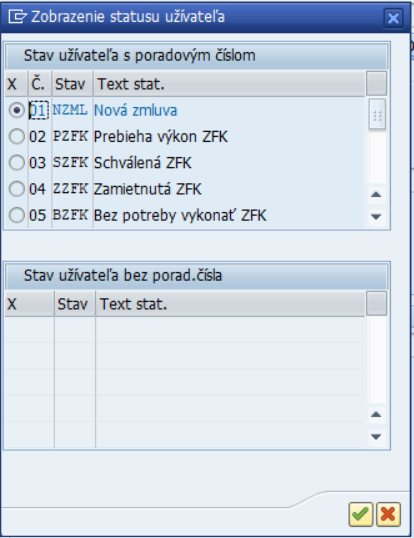 Zobrazenie statusu užívateľa
Stav užívateľa s poradovým číslom
X Č. Stav Text stat.
01 NZML Nová zmluva
02 PZFK Prebieha výkon ZFK
03 SZFK Schválená ZFK
04 ZZFK Zamietnutá ZFK
05 BZFK Bez potreby vykonať ZFK
Stav užívateľa bez porad.čísla
X Stav Text stat.